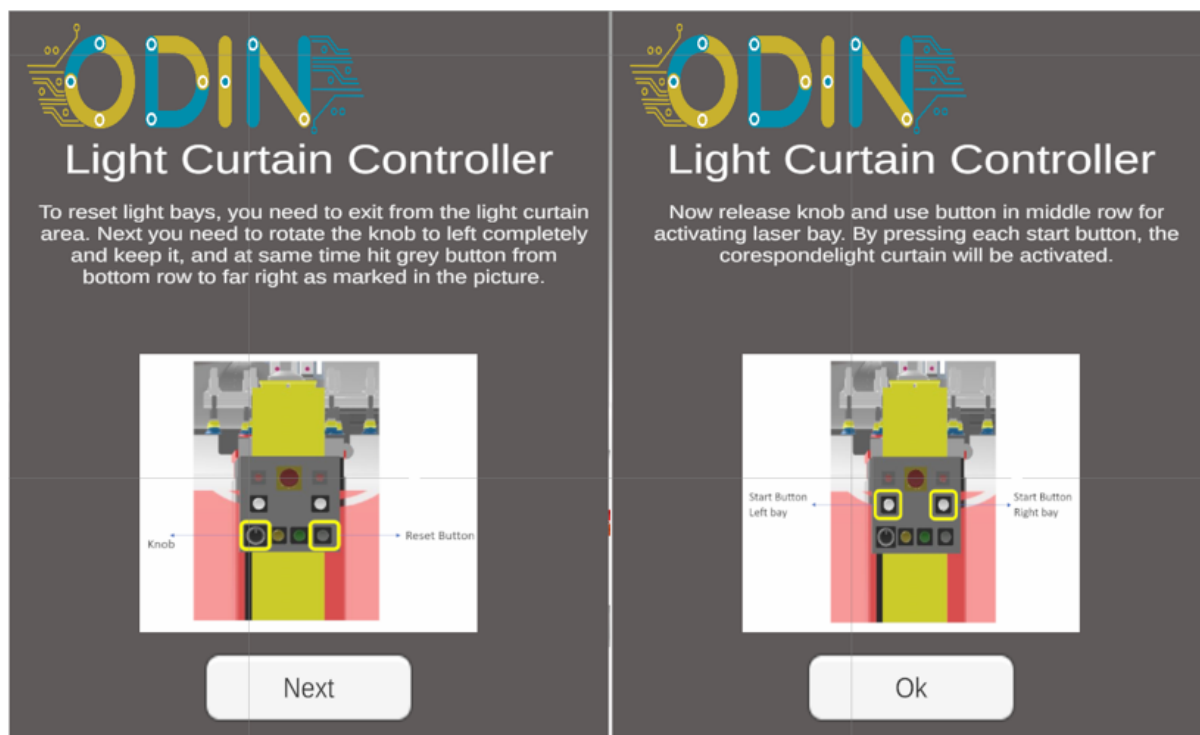 ODIN
Light Curtain Controller
To reset light bays, you need to exit from the light curtain
area. Next you need to rotate the knob to left completely
and keep it, and at same time hit grey button from
bottom row to far right as marked in the picture.
Knob
Reset Button
Next
ODIN
Light Curtain Controller
Now release knob and use button in middle row for
activating laser bay. By pressing each start button, the
corespondelight curtain will be activated.
Start Button
Left bay
Start Button
Right bay
Ok